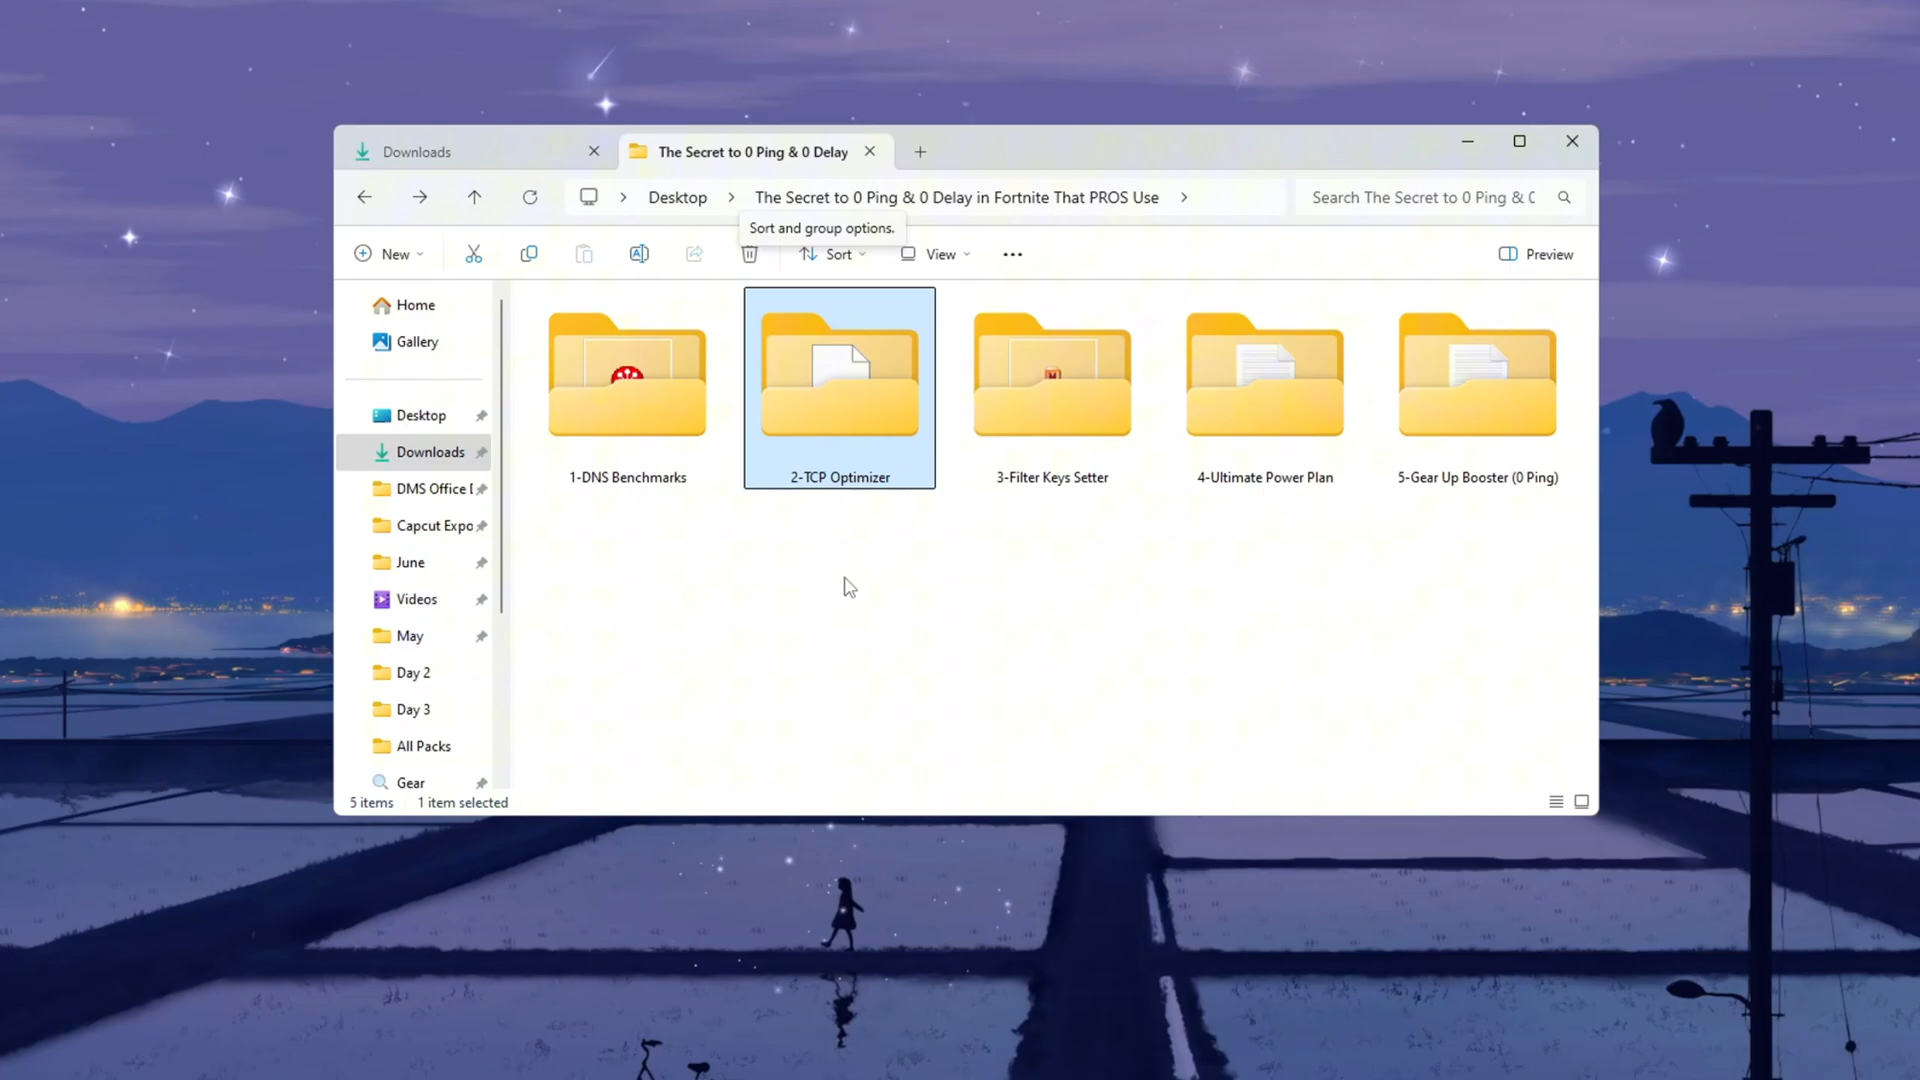 Downloads
The Secret to 0 Ping & 0 Delay
Desktop
The Secret to 0 Ping & 0 Delay in Fortnite That PROS Use
Search The Secret to 0 Ping & 0
Sort and group options.
New
Sort
View
Preview
Home
Gallery
Desktop
Downloads
DMS Office
Capcut Expo
June
Videos
May
Day 2
Day 3
All Packs
Gear
1-DNS Benchmarks
2-TCP Optimizer
3-Filter Keys Setter
4-Ultimate Power Plan
5-Gear Up Booster (0 Ping)
5 items
1 item selected